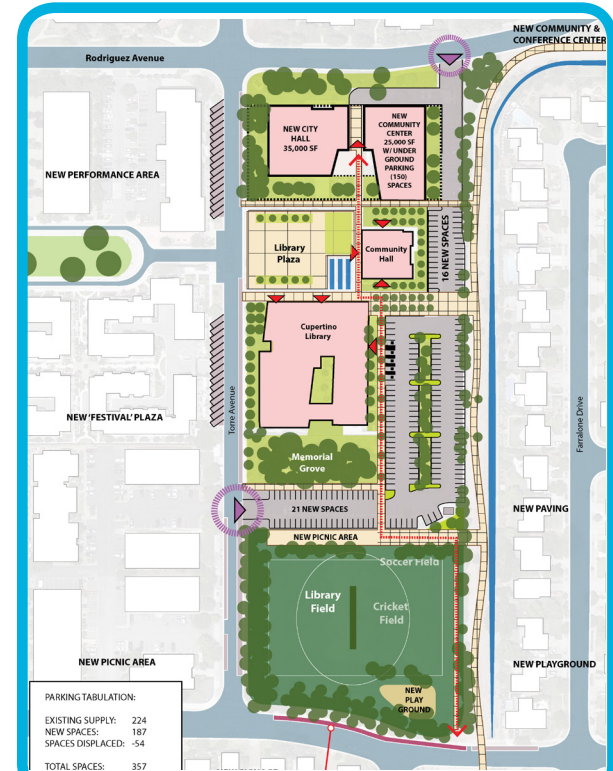 NEW COMMUNITY &
CONFERENCE CENTER
Rodriguez Avenue
NEW CITY
HALL
35,000 SF
NEW
COMMUNITY
CENTER
25,000 SF
W/ UNDER
GROUND
PARKING
(150)
SPACES
NEW PERFORMANCE AREA
Library
Plaza
Community
Hall
16 NEW SPACES
Cupertino
Library
Torre Avenue
Farralone Drive
NEW 'FESTIVAL' PLAZA
Memorial
Grove
21 NEW SPACES
NEW PAVING
NEW PICNIC AREA
Soccer Field
Library
Field
Cricket
Field
NEW PICNIC AREA
NEW PLAYGROUND
NEW
PLAY
GROUND
PARKING TABULATION:
EXISTING SUPPLY: 224
NEW SPACES: 187
SPACES DISPLACED: -54
TOTAL SPACES: 357